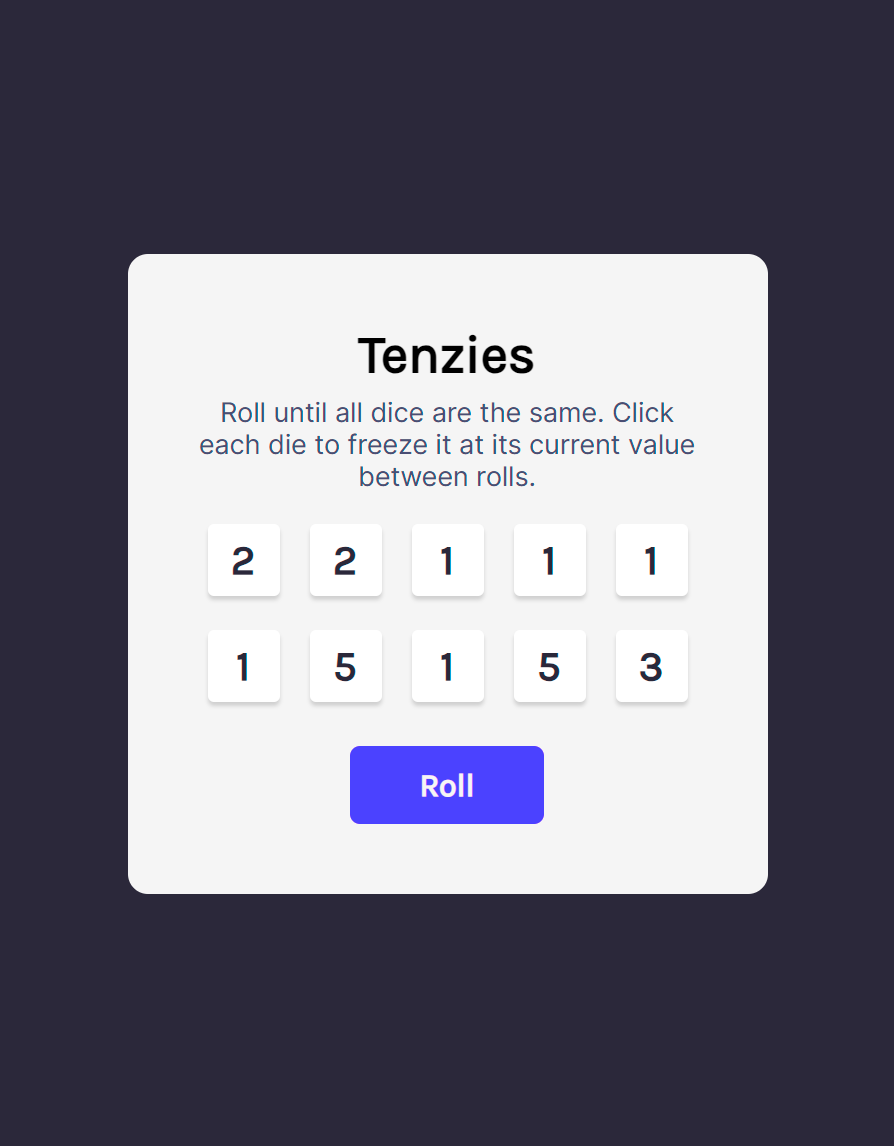 Tenzies
Roll until all dice are the same. Click
each die to freeze it at its current value
between rolls.
2 2 1 1 1
1 5 1 5 3
Roll